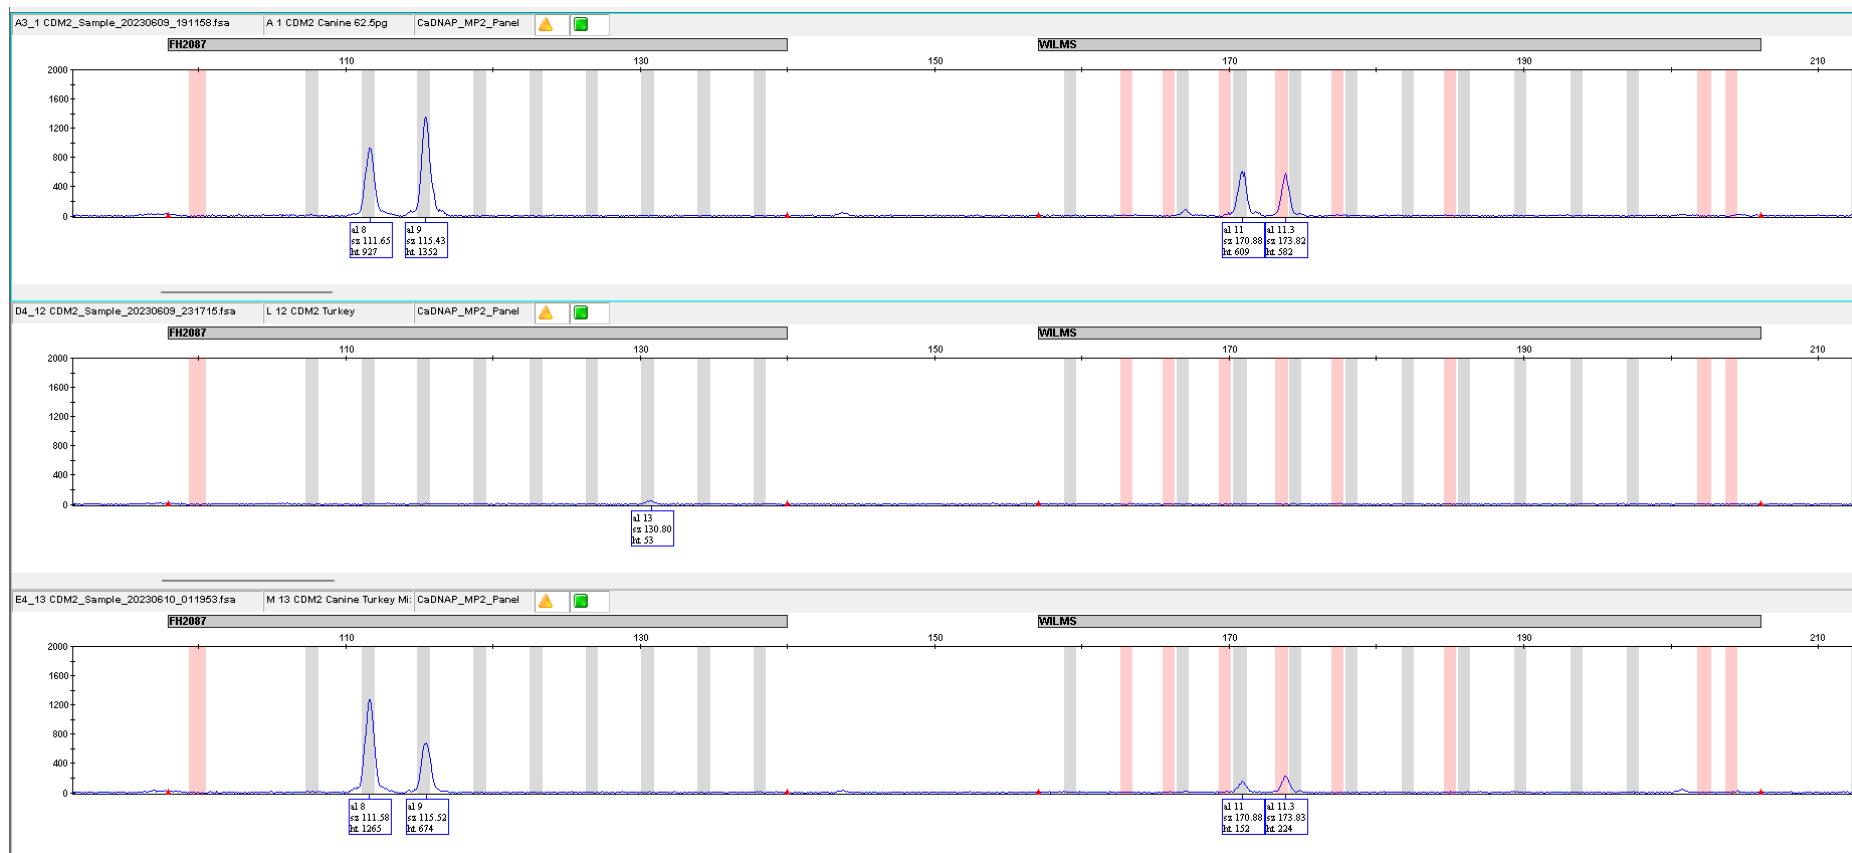 A3_1 CDM2_Sample_20230609_191158.fsa A 1 CDM2 Canine 62.5pg CaDNAP_MP2_Panel
FH2087 WILMS
110 130 150 170 190 210
2000
1600
1200
800
400
0
al 8 al 9 al 11 al 11.3
sz 111.65 sz 115.43 sz 170.88 sz 173.82
ht 927 ht 1352 ht 609 ht 582
D4_12 CDM2_Sample_20230609_231715.fsa L 12 CDM2 Turkey CaDNAP_MP2_Panel
FH2087 WILMS
110 130 150 170 190 210
2000
1600
1200
800
400
0
al 13
sz 130.80
ht 53
E4_13 CDM2_Sample_20230610_011953.fsa M 13 CDM2 Canine Turkey Mi: CaDNAP_MP2_Panel
FH2087 WILMS
110 130 150 170 190 210
2000
1600
1200
800
400
0
al 8 al 9 al 11 al 11.3
sz 111.58 sz 115.52 sz 170.88 sz 173.83
ht 1265 ht 674 ht 152 ht 224